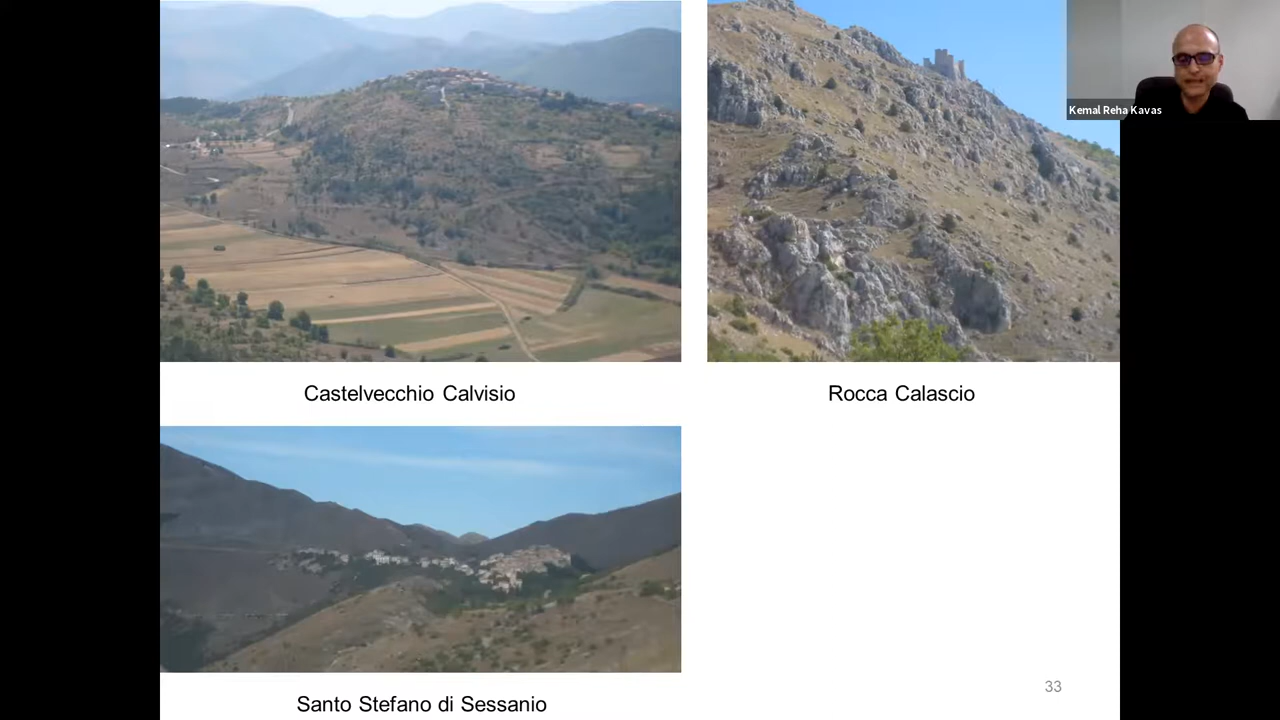 Kemal Reha Kavas
Castelvecchio Calvisio
Rocca Calascio
Santo Stefano di Sessanio
33